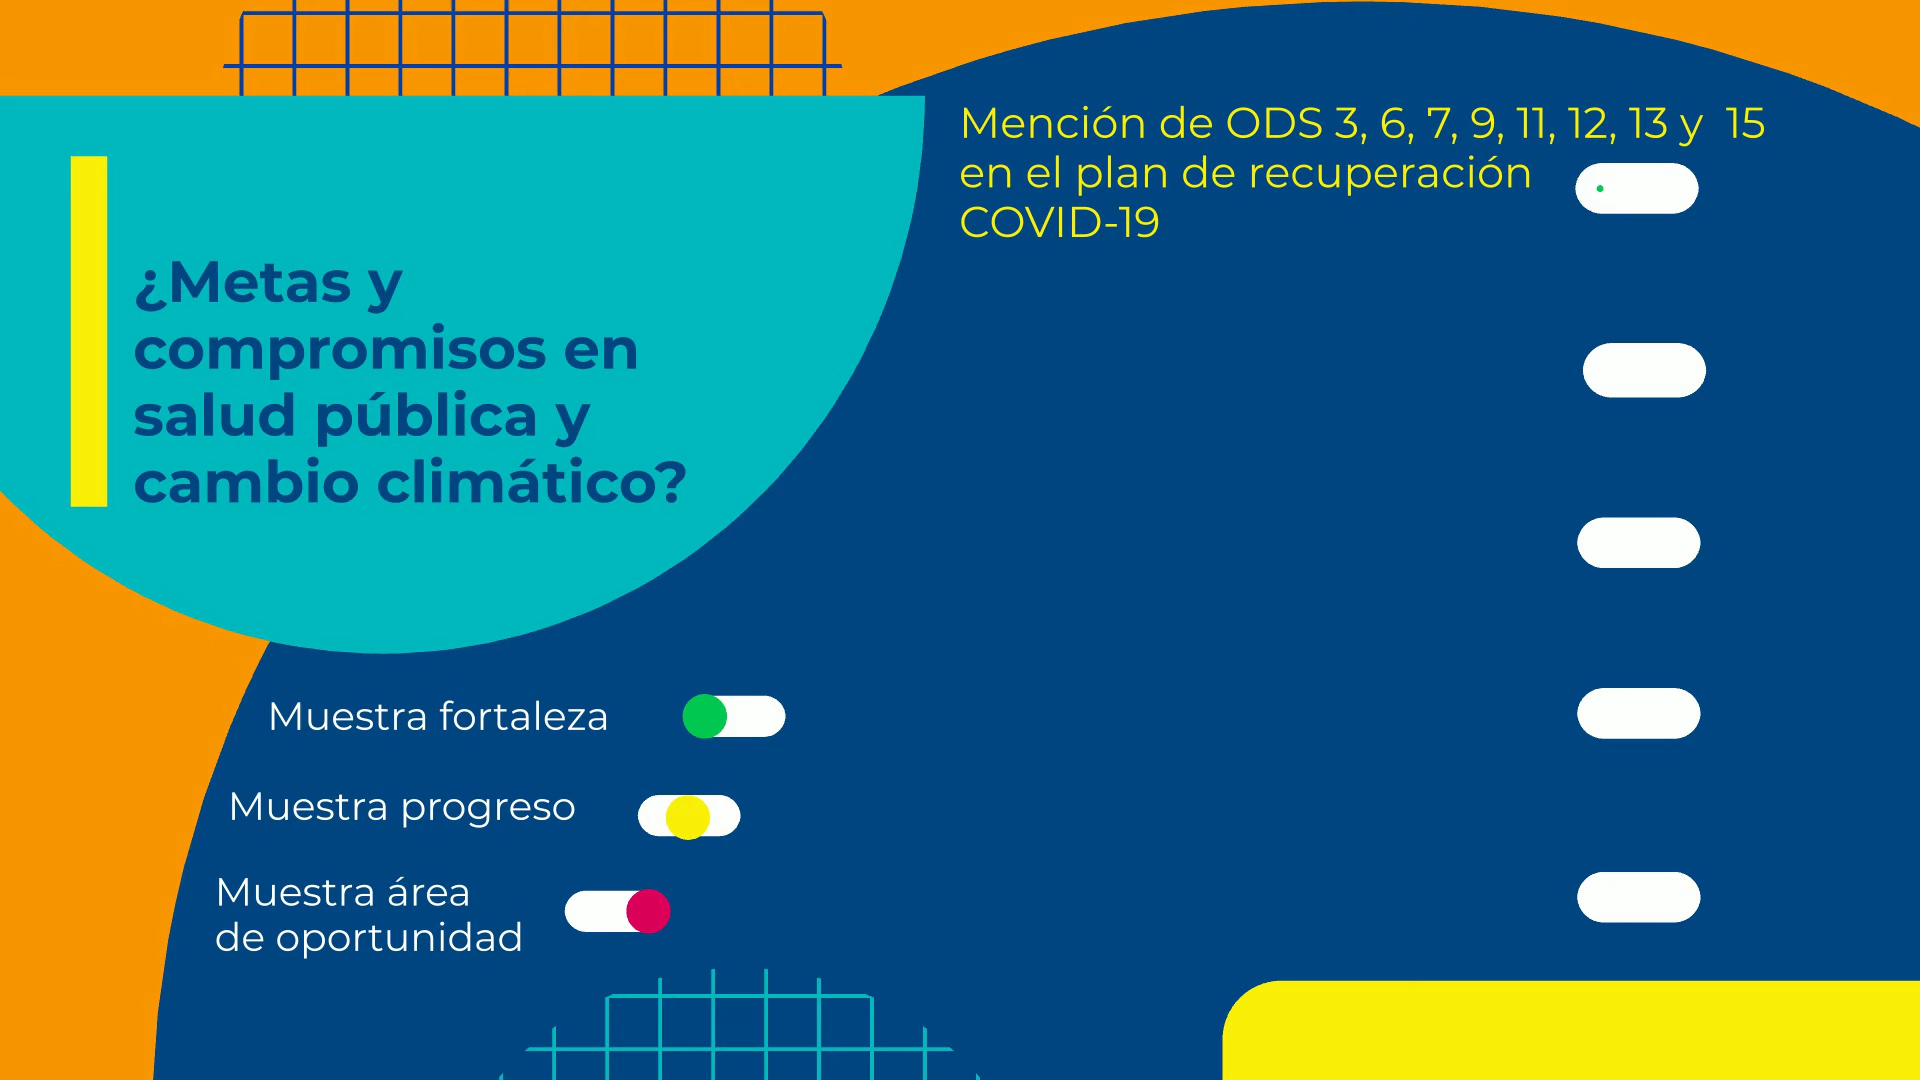 ¿Metas y
compromisos en
salud pública y
cambio climático?
Mención de ODS 3, 6, 7, 9, 11, 12, 13 y 15
en el plan de recuperación
COVID-19
Muestra fortaleza
Muestra progreso
Muestra área
de oportunidad